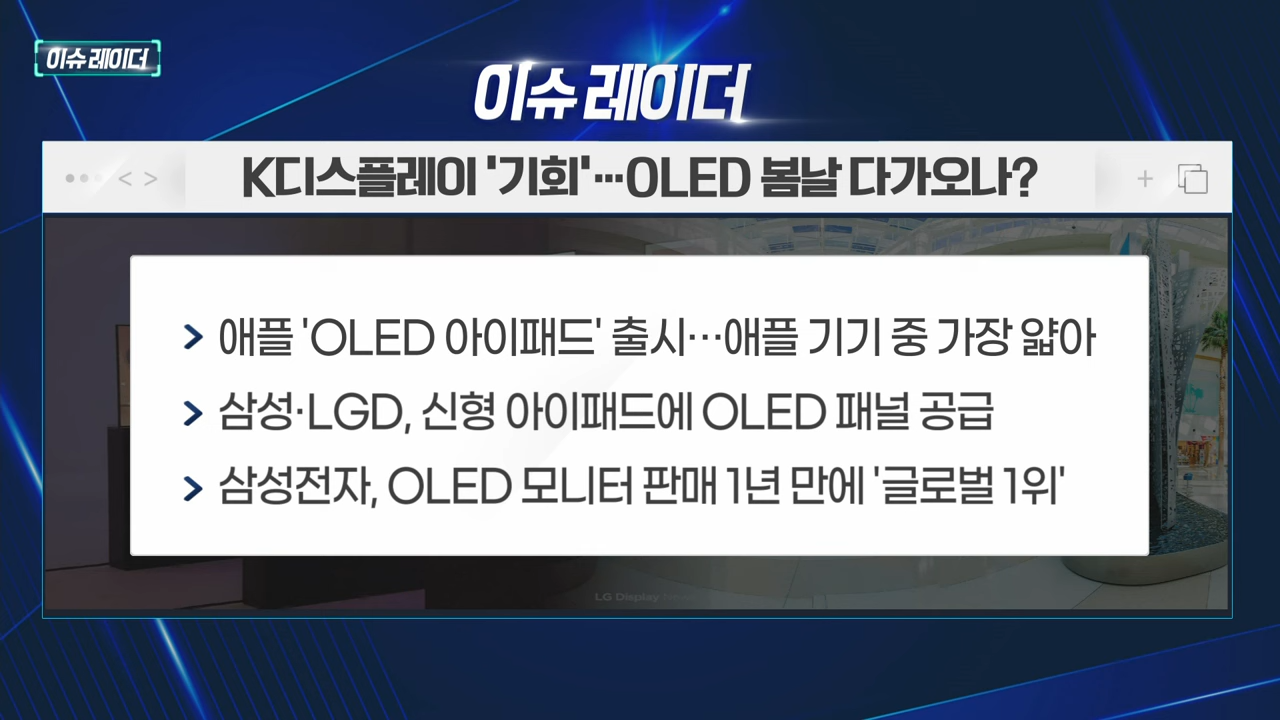 이슈 레이더
이슈 레이더
K디스플레이 '기회'…OLED 봄날 다가오나?
애플 'OLED 아이패드' 출시…애플 기기 중 가장 얇아
삼성·LGD, 신형 아이패드에 OLED 패널 공급
삼성전자, OLED 모니터 판매 1년 만에 '글로벌 1위'
LG Display News